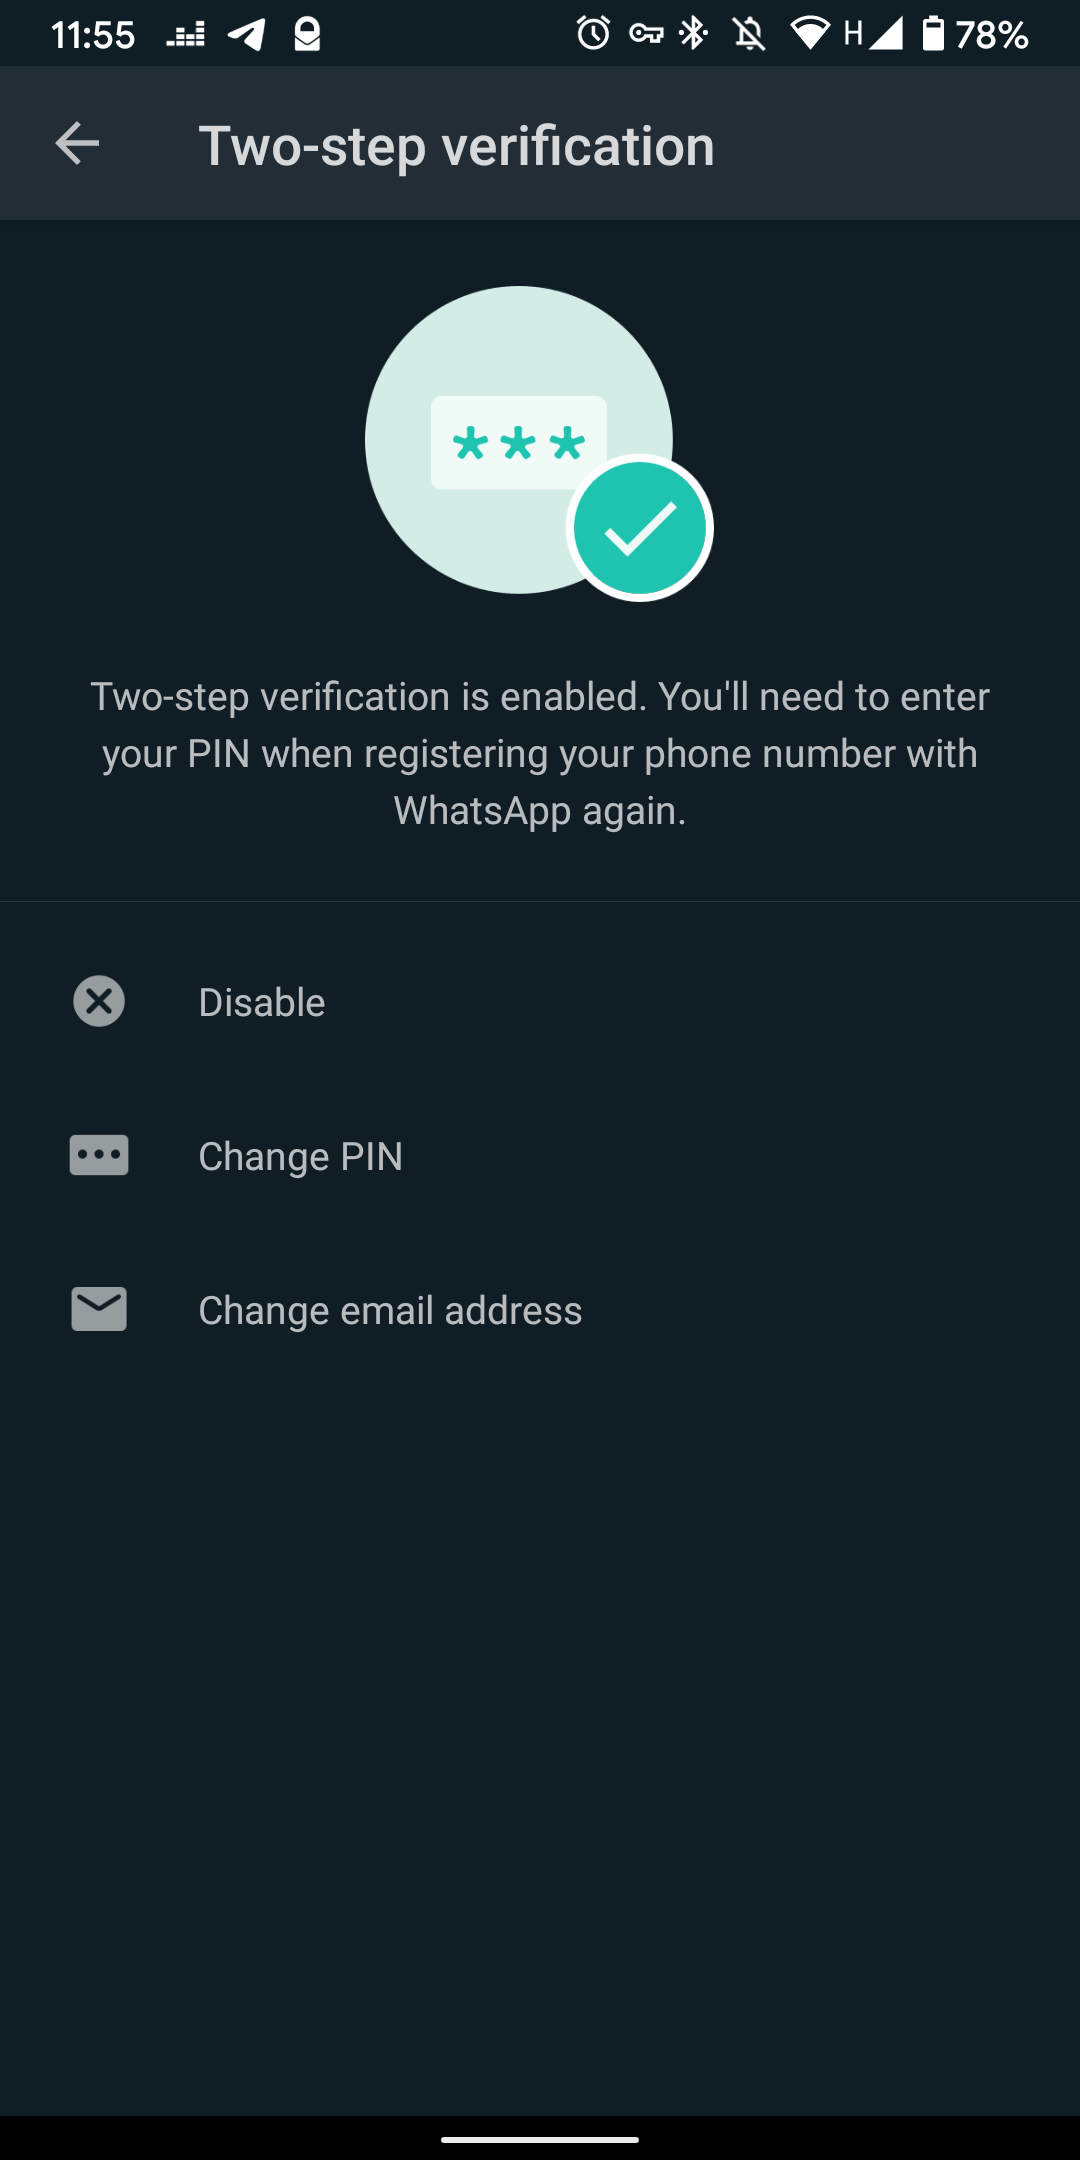 11:55 H 78%
Two-step verification
***
Two-step verification is enabled. You'll need to enter
your PIN when registering your phone number with
WhatsApp again.
Disable
Change PIN
Change email address